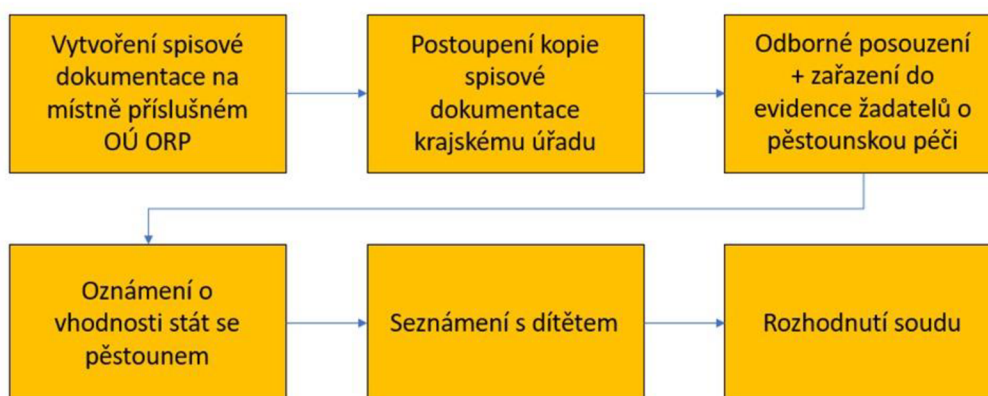 Vytvoření spisové
dokumentace na
místně příslušném
OÚ ORP
Postoupení kopie
spisové
dokumentace
krajskému úřadu
Odborné posouzení
+ zařazení do
evidence žadatelů o
pěstounskou péči
Oznámení o
vhodnosti stát se
pěstounem
Seznámení s dítětem
Rozhodnutí soudu